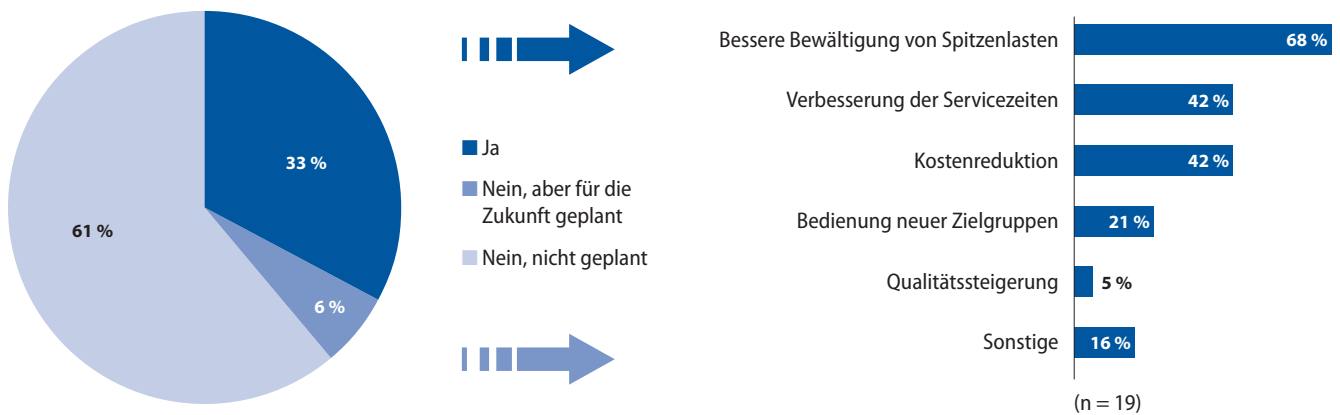 33 %
6 %
61 %
Ja
Nein, aber für die
Zukunft geplant
Nein, nicht geplant
Bessere Bewältigung von Spitzenlasten
68 %
Verbesserung der Servicezeiten
42 %
Kostenreduktion
42 %
Bedienung neuer Zielgruppen
21 %
Qualitätssteigerung
5 %
Sonstige
16 %
(n = 19)